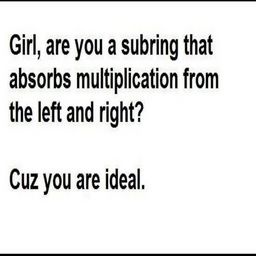 Girl, are you a subring that
absorbs multiplication from
the left and right?
Cuz you are ideal.